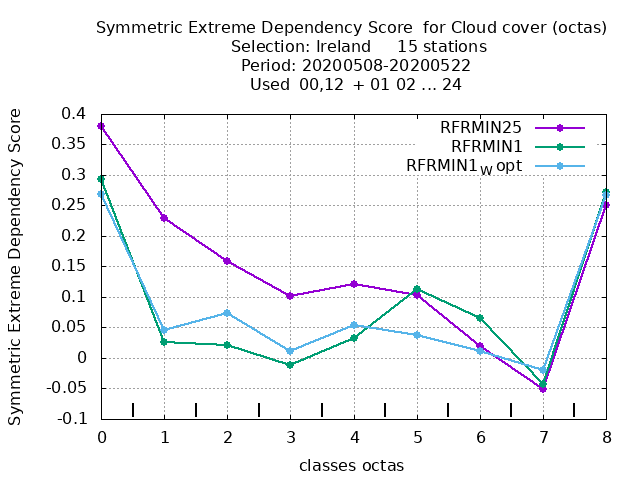 Symmetric Extreme Dependency Score  for Cloud cover (octas)
Selection: Ireland     15 stations
Period: 20200508-20200522
Used  00,12  + 01 02 ... 24
Symmetric Extreme Dependency Score
0.4
0.35
0.3
0.25
0.2
0.15
0.1
0.05
0
-0.05
-0.1
RFRMIN25
RFRMIN1
RFRMIN1W opt
0 1 2 3 4 5 6 7 8
classes octas